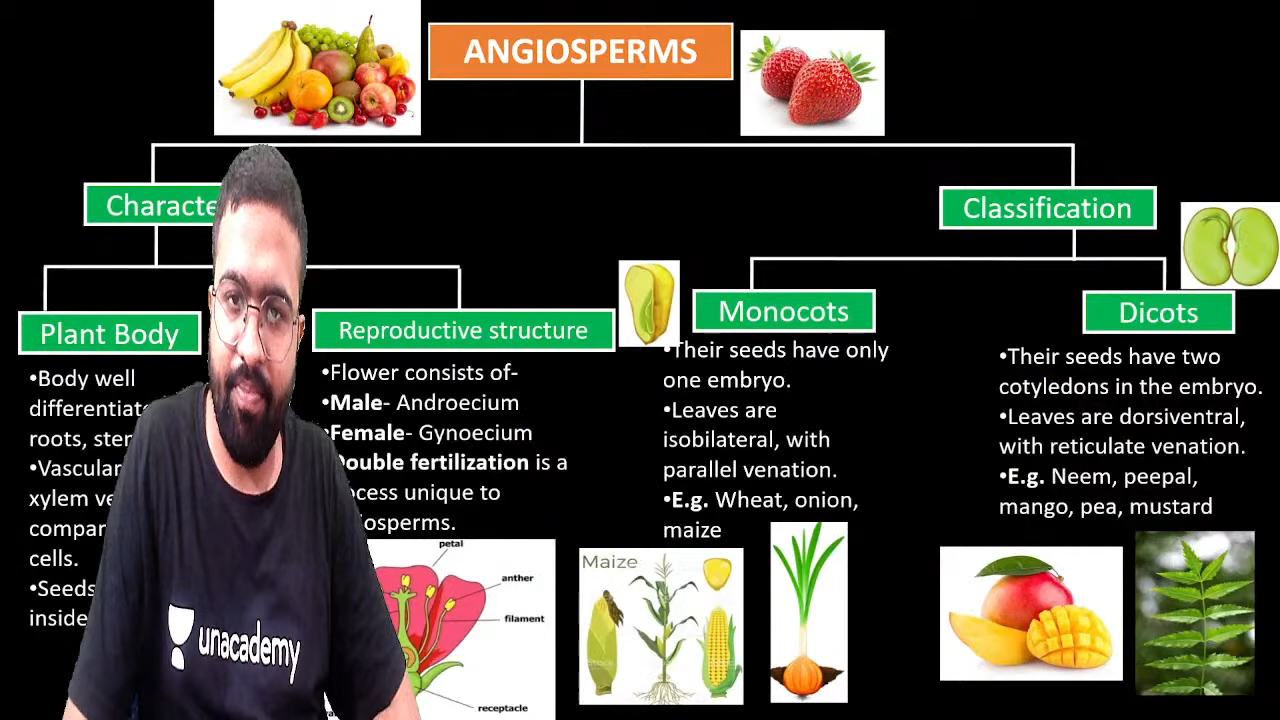 ANGIOSPERMS
Classification
Plant Body
•Body well
roots,
•Vascular
xylem
cells.
•Seeds
inside
Reproductive structure
•Flower consists of-
•Male- Androecium
•Female- Gynoecium
Double fertilization is a
unique to
Monocots
•Their seeds have only
one embryo.
•Leaves are
isobilateral, with
parallel venation.
•E.g. Wheat, onion,
maize
Dicots
•Their seeds have two
cotyledons in the embryo.
•Leaves are dorsiventral,
with reticulate venation.
•E.g. Neem, peepal,
mango, pea, mustard
petal
anther
filament
receptacle
Maize
unacademy